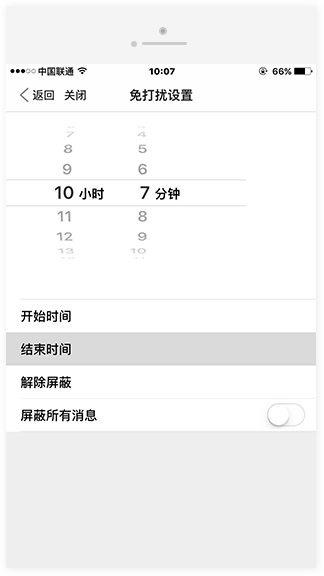 中国联通 10:07 66%
返回 关闭 免打扰设置
7 4
8 5
9 6
10 小时 7 分钟
11 8
12 9
13 10
开始时间
结束时间
解除屏蔽
屏蔽所有消息